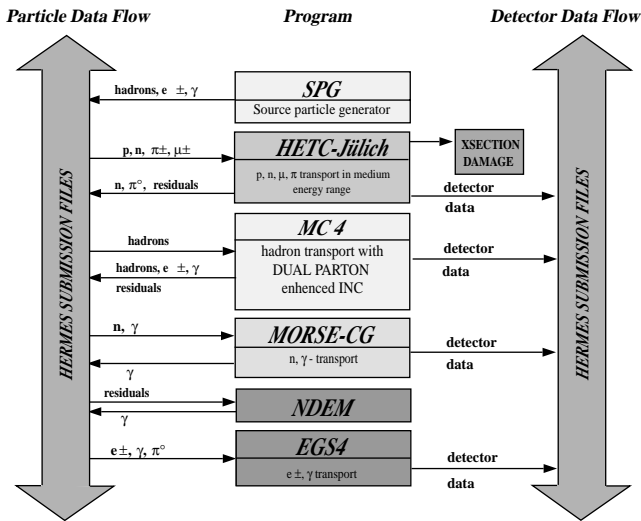 Particle Data Flow Program Detector Data Flow
HERMES SUBMISSION FILES
SPG
Source particle generator
hadrons, e ±, γ
HETC-Jülich
p, n, μ, π transport in medium
energy range
p, n, π±, μ±
n, π°, residuals
XSECTION
DAMAGE
detector
data
MC 4
hadron transport with
DUAL PARTON
enhenced INC
hadrons
hadrons, e ±, γ
residuals
detector
data
MORSE-CG
n, γ - transport
n, γ
γ
detector
data
NDEM
residuals
γ
EGS4
e ±, γ transport
e ±, γ, π°
detector
data
HERMES SUBMISSION FILES